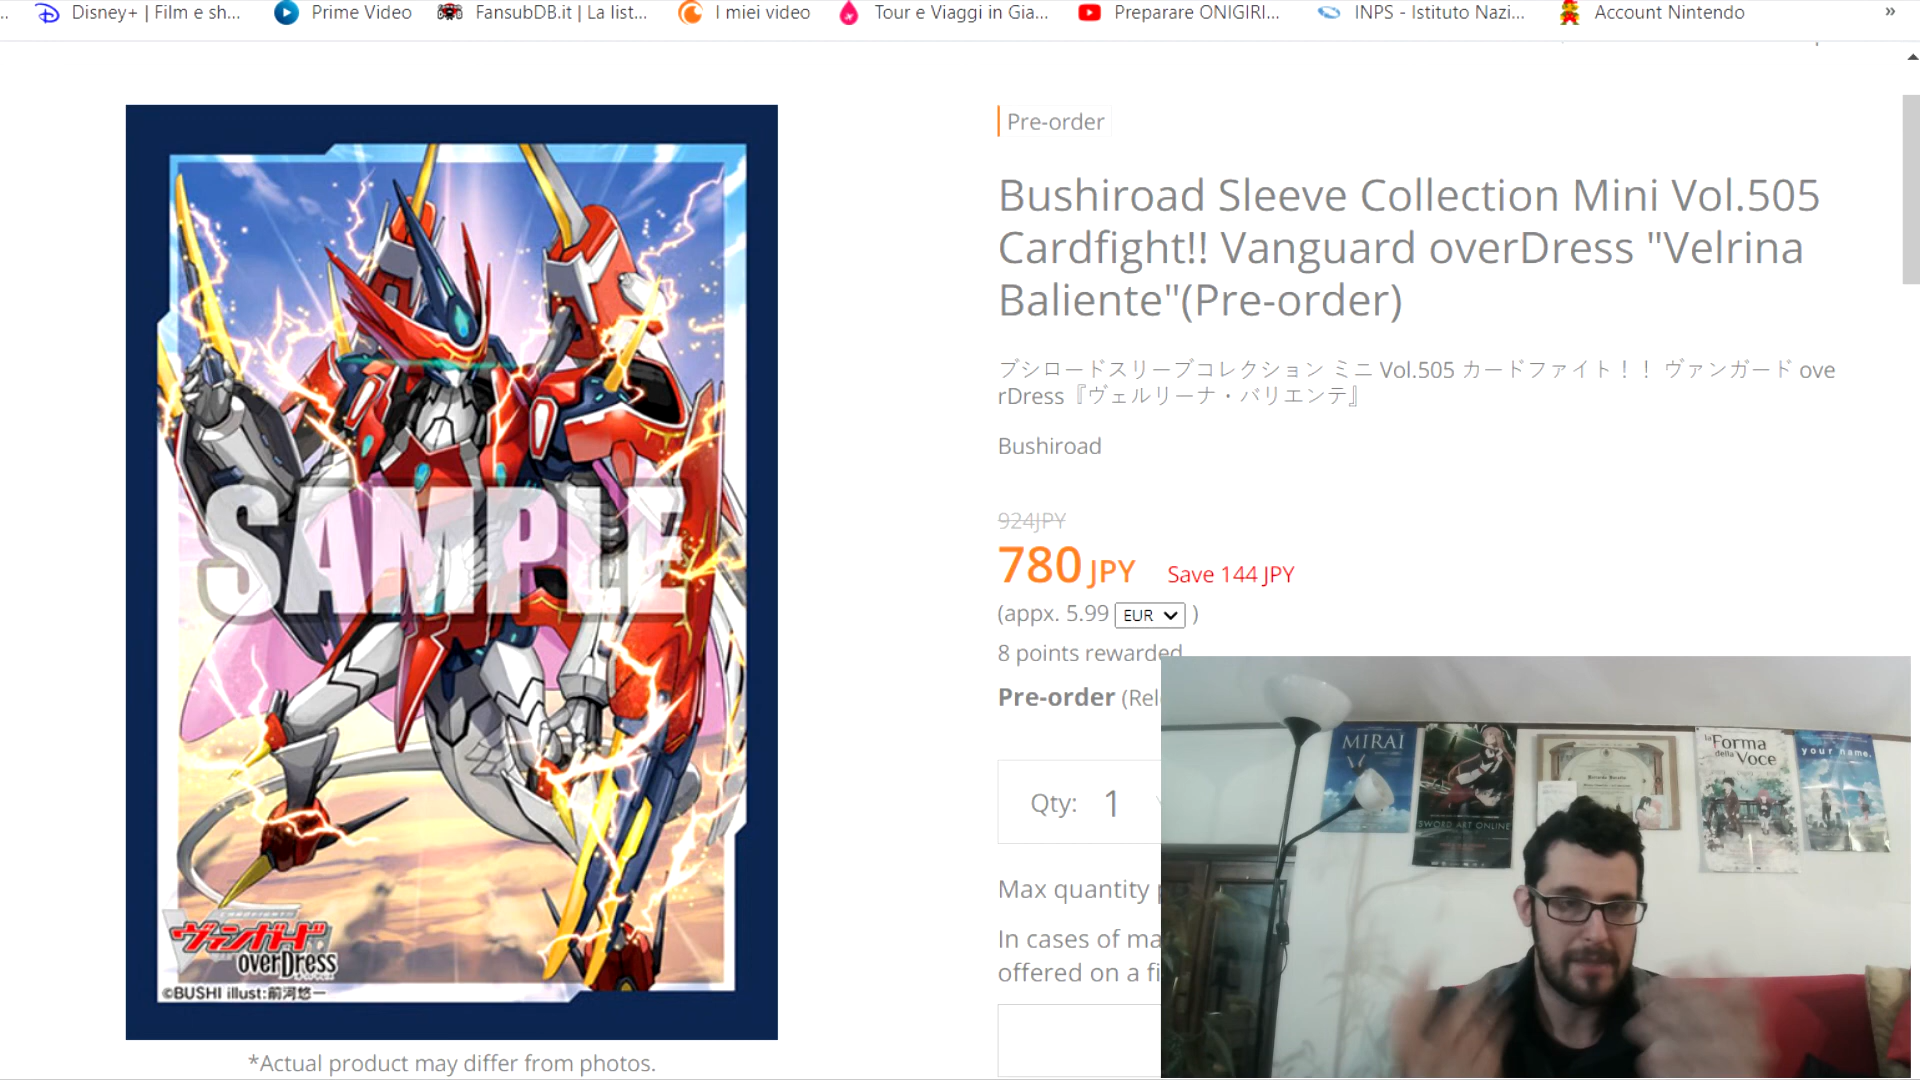 Disney+ | Film e sh...
Prime Video
FansubDB.it | La list...
I miei video
Tour e Viaggi in Gia...
Preparare ONIGIRI...
INPS - Istituto Nazi...
Account Nintendo
»
Pre-order
Bushiroad Sleeve Collection Mini Vol.505
Cardfight!! Vanguard overDress "Velrina
Baliente"(Pre-order)
ブシロードスリーブコレクション ミニ Vol.505 カードファイト！！ ヴァンガード ove
rDress『ヴェルリーナ・バリエンテ』
Bushiroad
924JPY
780 JPY Save 144 JPY
(appx. 5.99 EUR )
8 points rewarded
Pre-order (Rel
Qty: 1
Max quantity p
In cases of ma
offered on a fi
SAMPLE
ヴァンガード
overDress
©BUSHI illust:前河悠一
*Actual product may differ from photos.
MIRAI
SWORD ART ONLINE
la Forma
della Voce
your name.